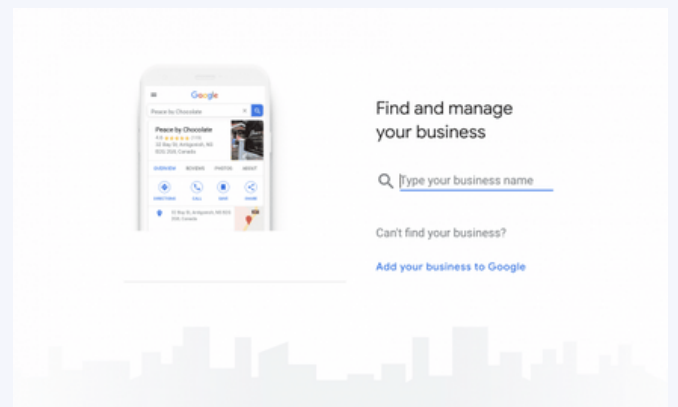 Google
Peace by Chocolate
Peace by Chocolate
OVERVIEW REVIEWS PHOTOS ABOUT
DIRECTIONS CALL SAVE SHARE
Find and manage
your business
Type your business name
Can't find your business?
Add your business to Google